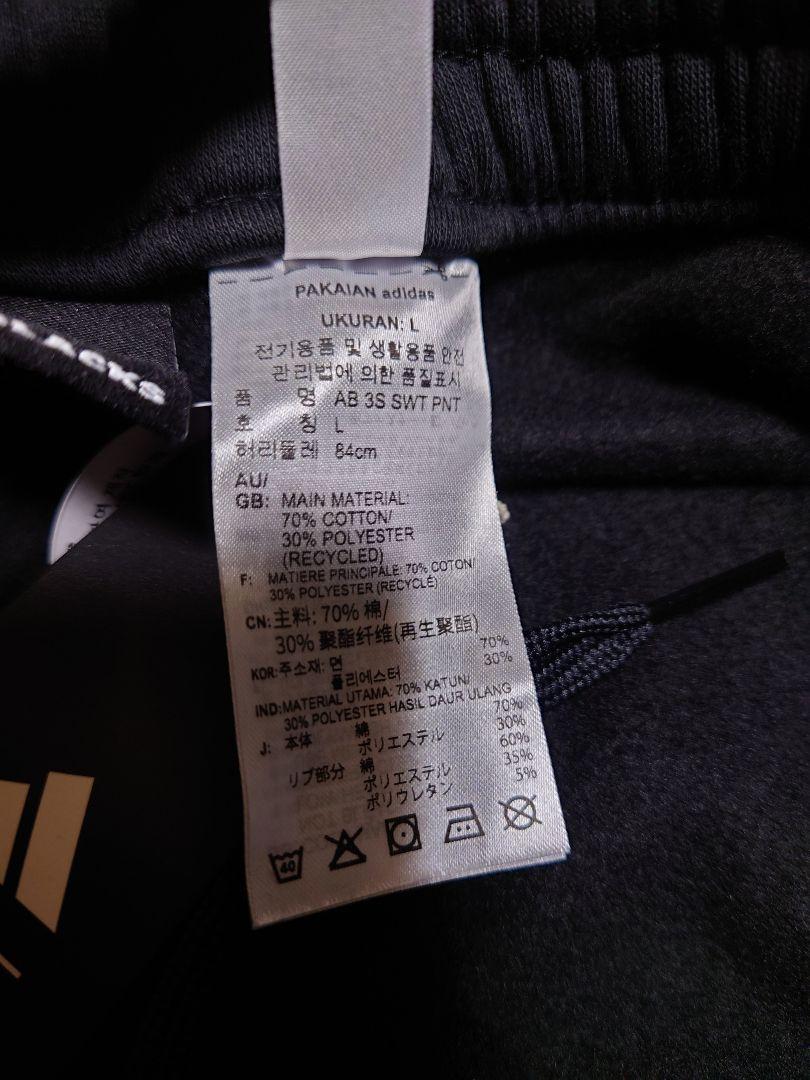 PAKAIAN adidas
UKURAN: L
전기용품 및 생활용품 안전
관리법에 의한 품질표시
품 명 AB 3S SWT PNT
호 칭 L
허리둘레 84cm
AU/
GB: MAIN MATERIAL:
70% COTTON/
30% POLYESTER
(RECYCLED)
F: MATIERE PRINCIPALE: 70% COTON/
30% POLYESTER (RECYCLÉ)
CN:主料: 70% 棉/
30% 聚酯纤维(再生聚酯)
KOR:주소재: 면 70%
폴리에스터 30%
IND:MATERIAL UTAMA: 70% KATUN/
30% POLYESTER HASIL DAUR ULANG
J: 本体 綿 70%
ポリエステル 30%
リブ部分 綿 60%
ポリエステル 35%
ポリウレタン 5%
40